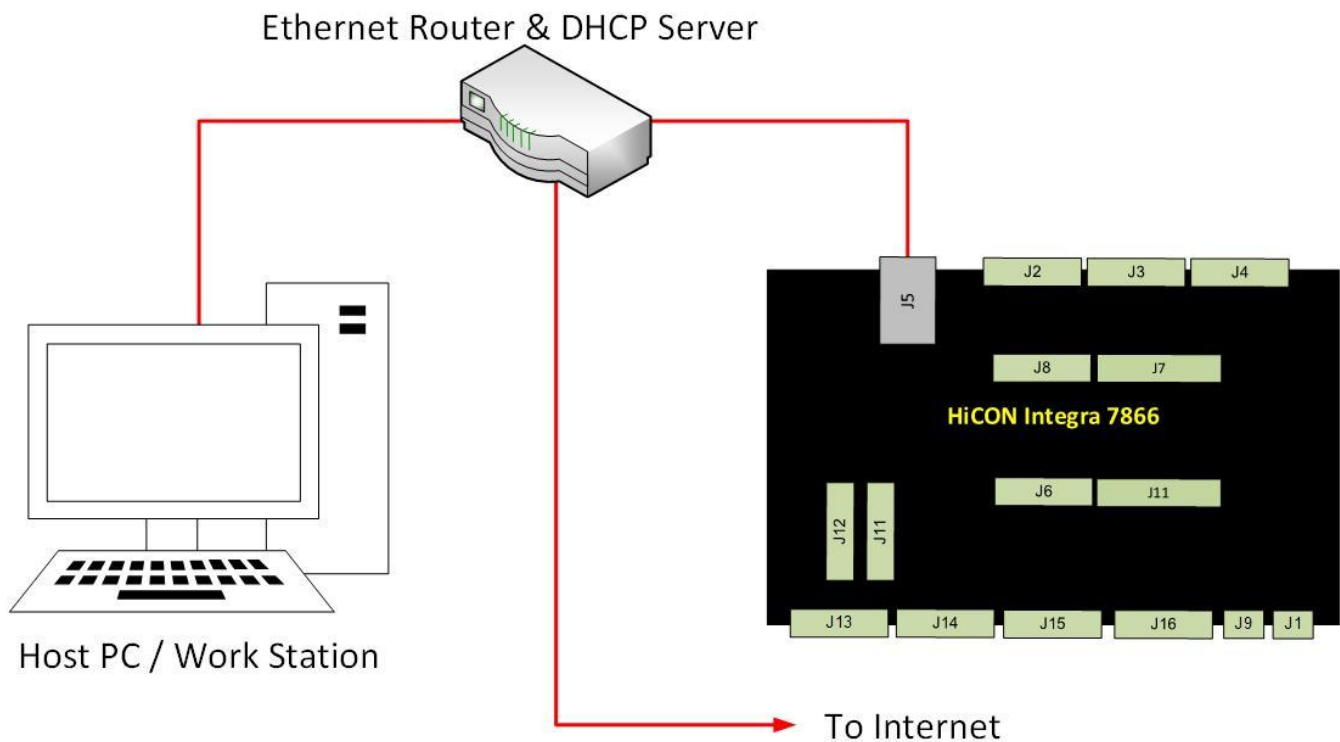 Ethernet Router & DHCP Server
J2 J3 J4
J5
J8 J7
HiCON Integra 7866
J6 J11
J12 J11
J13 J14 J15 J16 J9 J1
Host PC / Work Station
To Internet